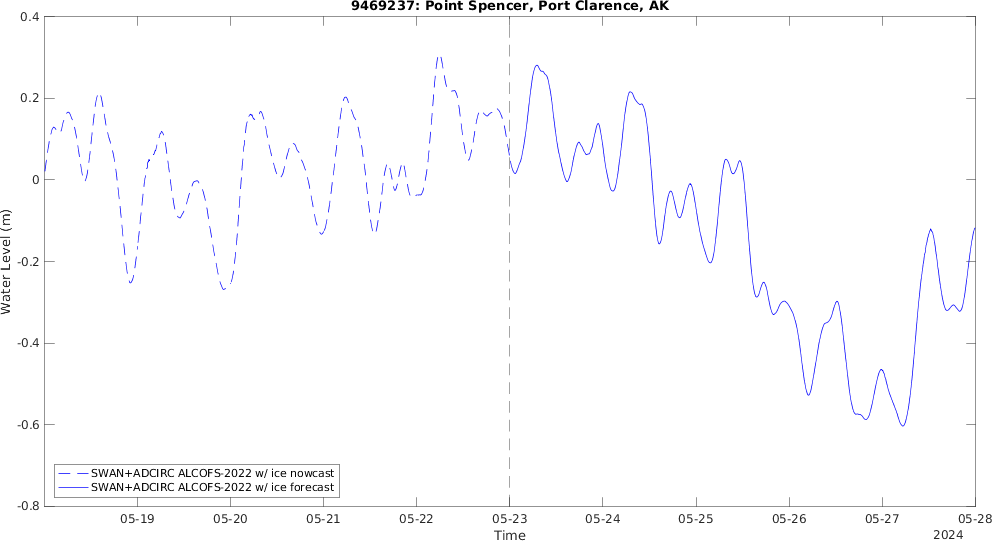 9469237: Point Spencer, Port Clarence, AK
0.4
0.2
0
-0.2
-0.4
-0.6
-0.8
Water Level (m)
SWAN+ADCIRC ALCOFS-2022 w/ ice nowcast
SWAN+ADCIRC ALCOFS-2022 w/ ice forecast
05-19 05-20 05-21 05-22 05-23 05-24 05-25 05-26 05-27 05-28
Time
2024